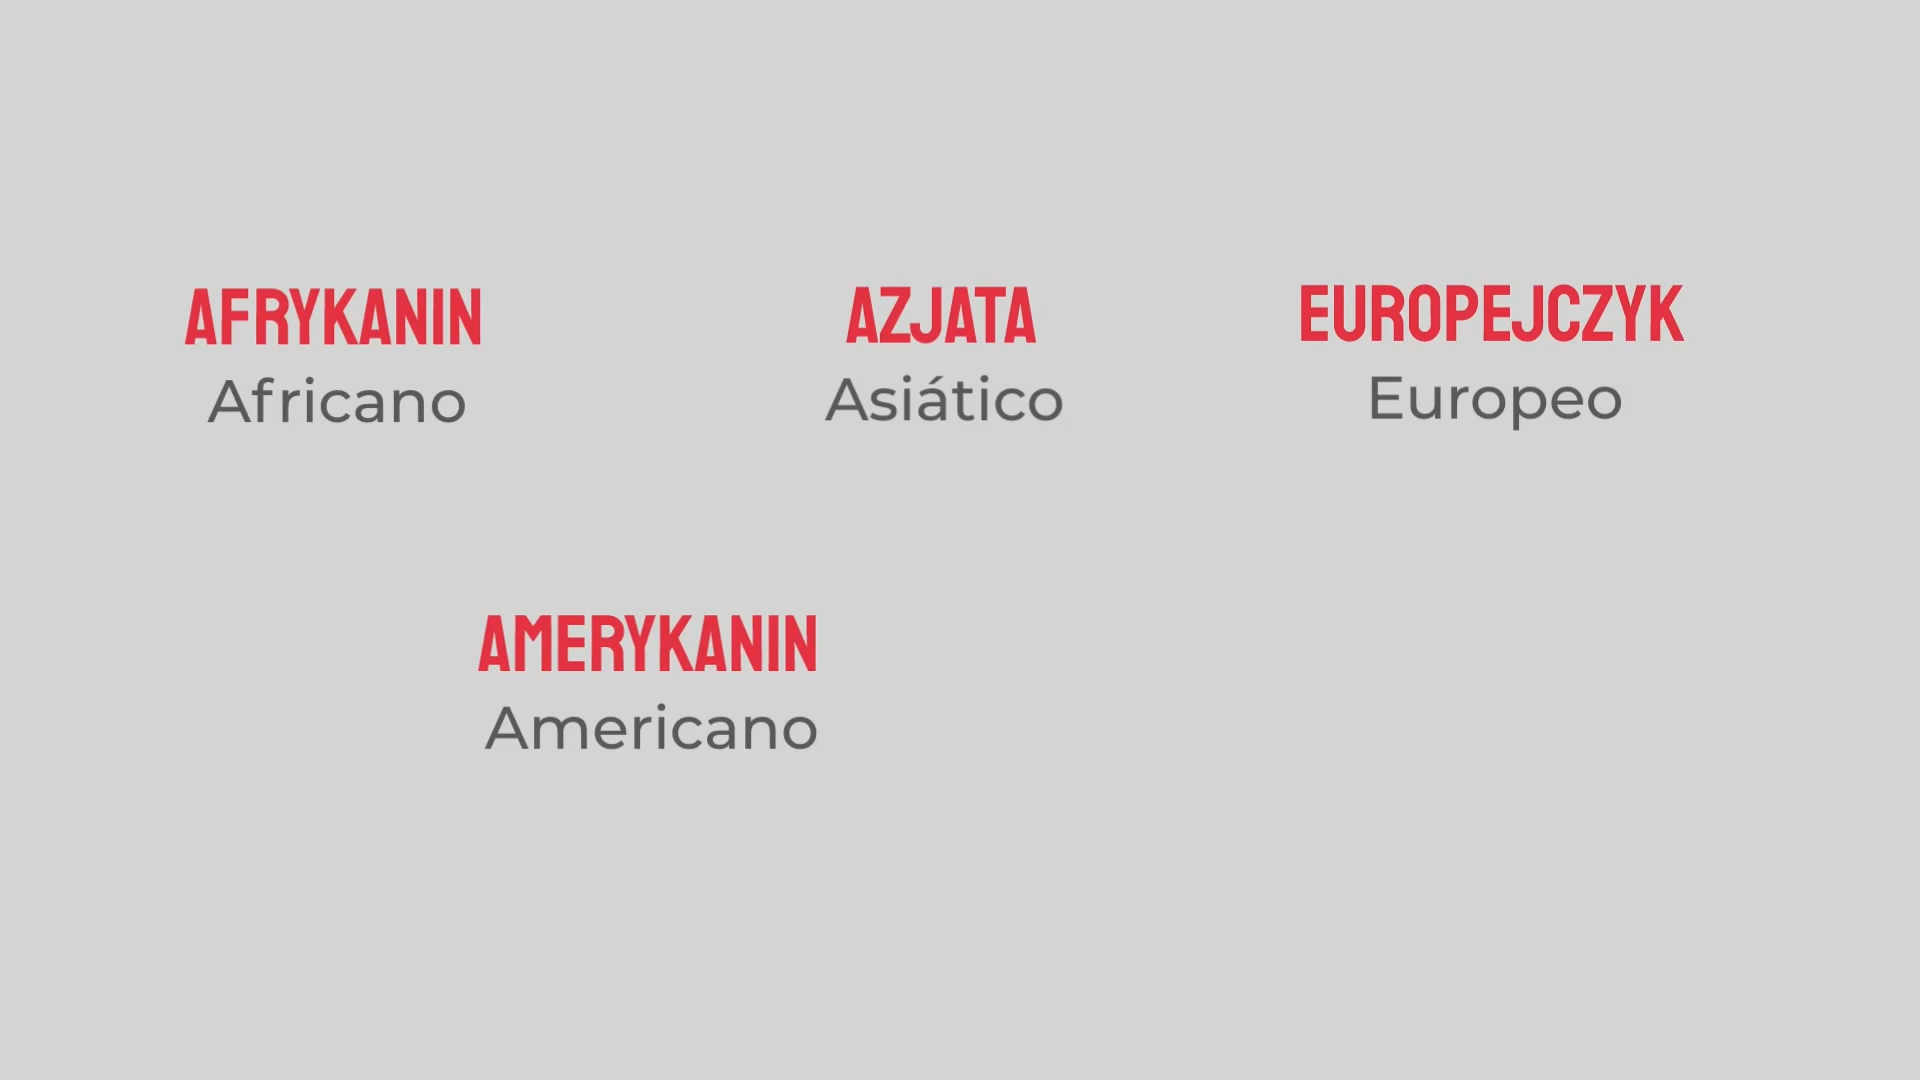 AFRYKANIN
Africano
AZJATA
Asiático
EUROPEJCZYK
Europeo
AMERYKANIN
Americano